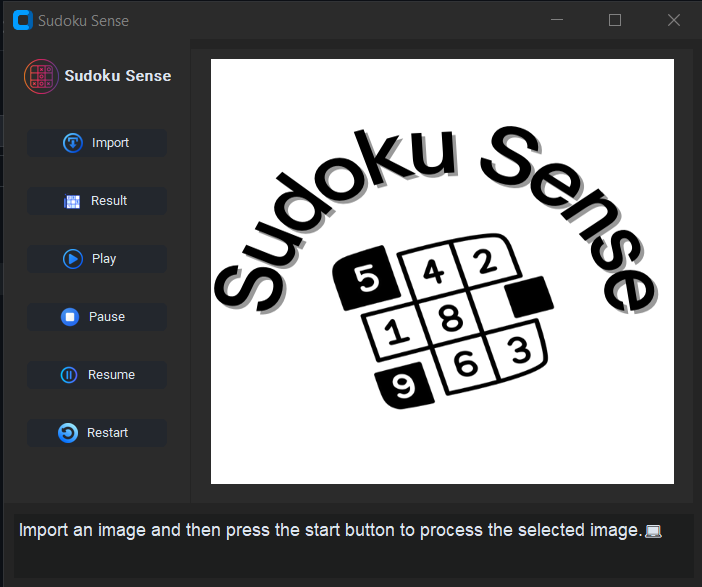 Sudoku Sense
Sudoku Sense
Import
Result
Play
Pause
Resume
Restart
Sudoku Sense
5 4 2
1 8
9 6 3
Import an image and then press the start button to process the selected image.💻